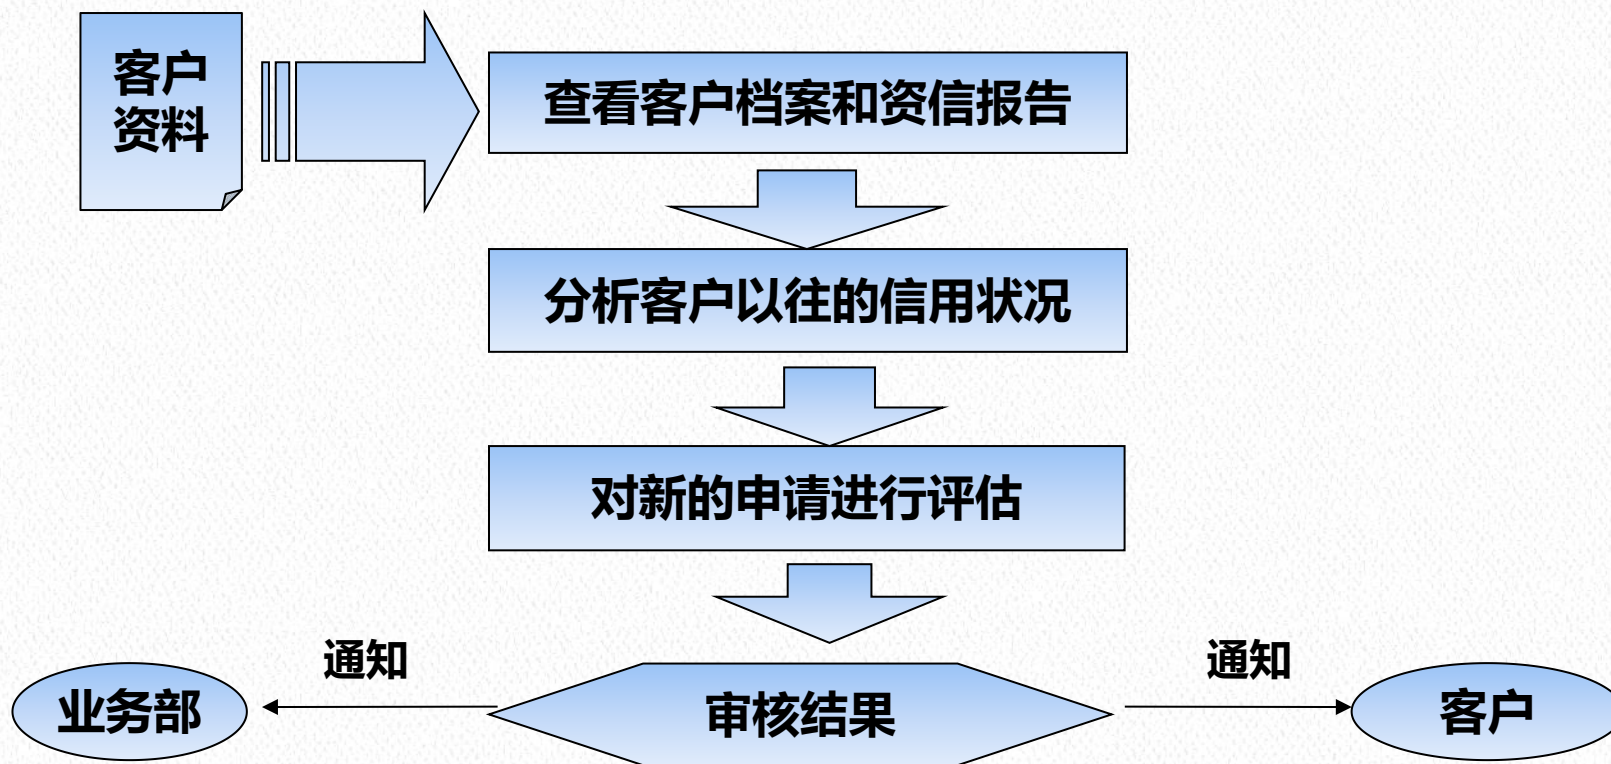 客户
资料
查看客户档案和资信报告
分析客户以往的信用状况
对新的申请进行评估
通知
通知
业务部
审核结果
客户